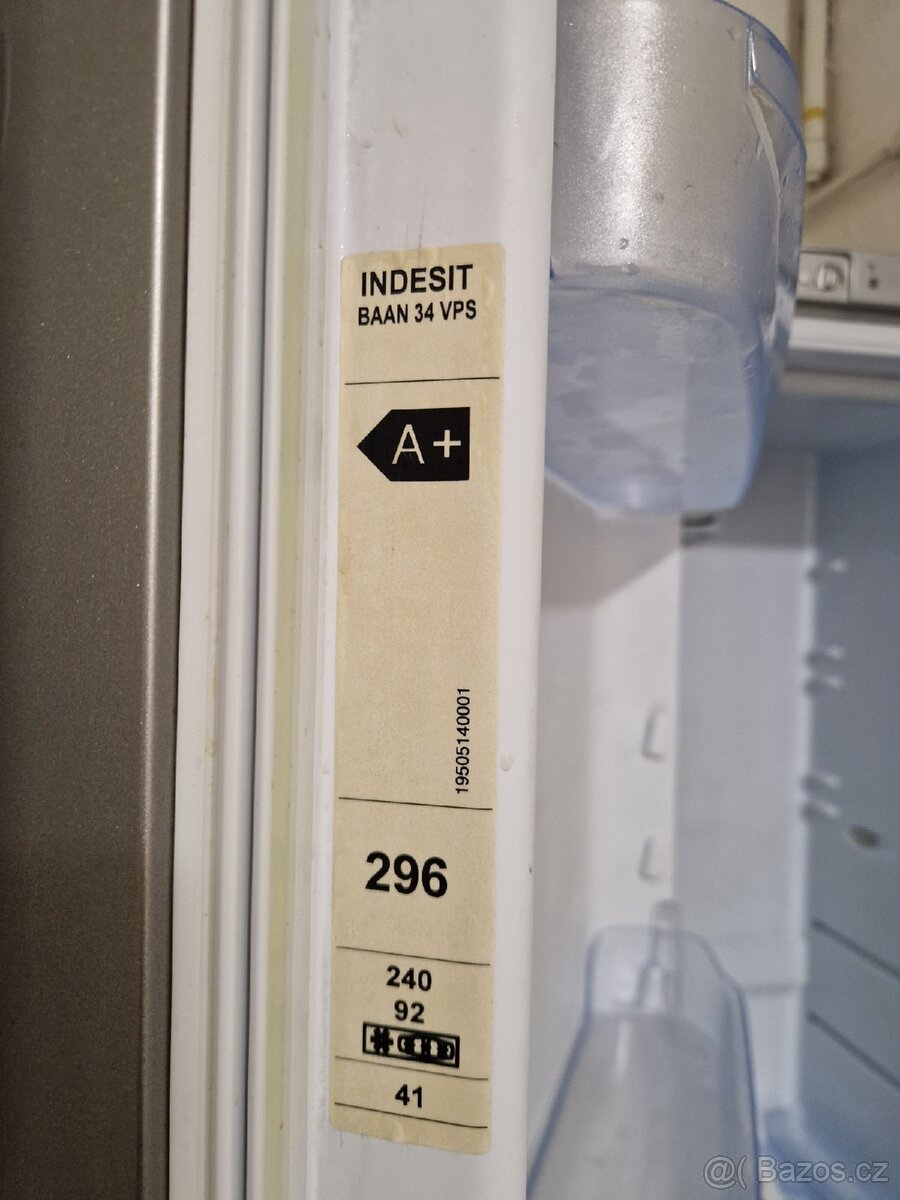 INDESIT
BAAN 34 VPS
A+
19505140001
296
240
92
41
@( Bazos.cz